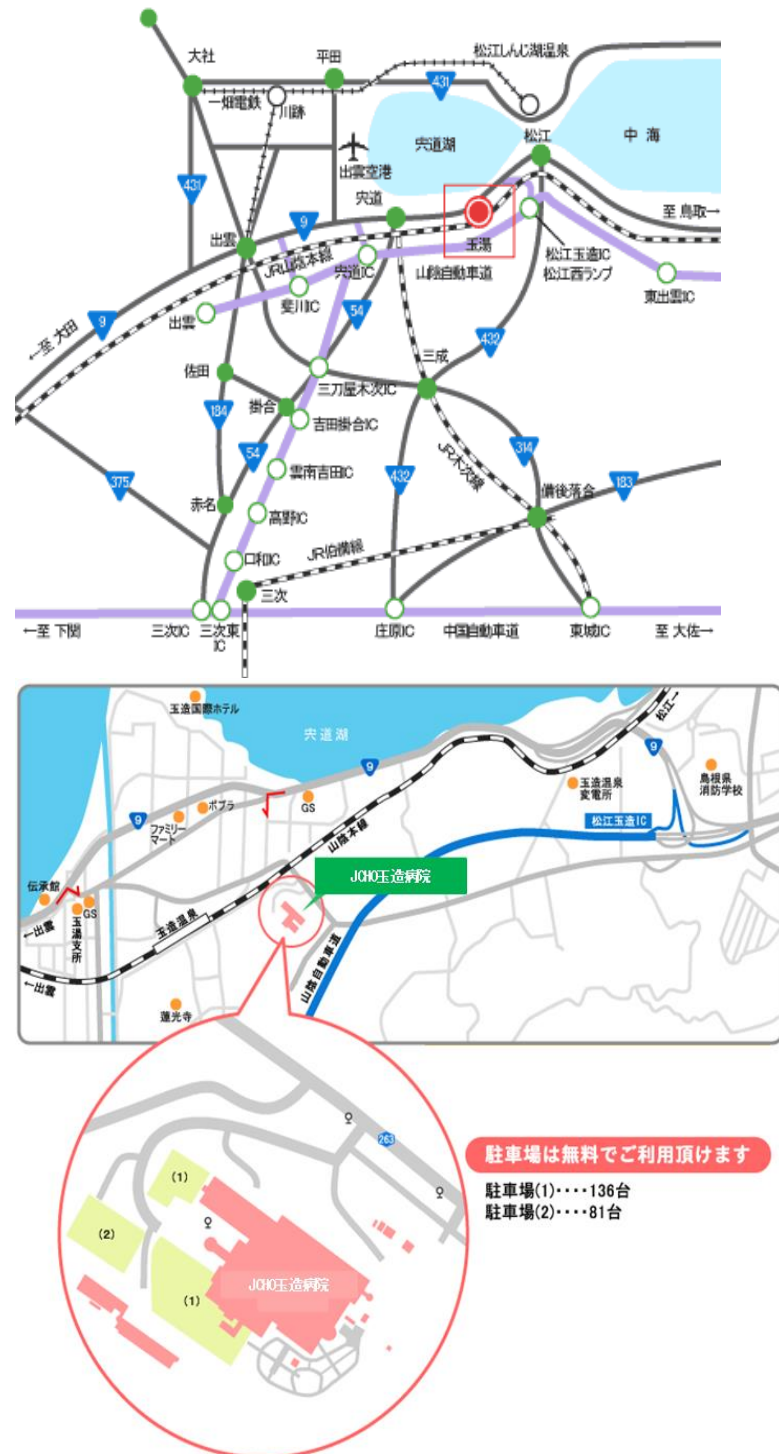 大社
平田
松江しんじ湖温泉
431
一畑電鉄
川跡
宍道湖
松江
中海
出雲空港
431
宍道
9
出雲
至 鳥取→
JR山陰本線
宍道IC
玉湯
松江玉造IC
松江西ランプ
山陰自動車道
斐川IC
東出雲IC
出雲
54
9
←至 大田
432
三成
佐田
三刀屋木次IC
掛合
184
吉田掛合IC
54
314
JR木次線
375
雲南吉田IC
432
183
備後落合
赤名
高野IC
口和IC
JR伯備線
三次
←至 下関
三次IC
三次東
IC
庄原IC
中国自動車道
東城IC
至 大佐→
玉造国際ホテル
宍道湖
松江→
9
9
島根県
消防学校
玉造温泉
変電所
GS
ポプラ
9
ファミリー
マート
山陰本線
松江玉造IC
JCHO玉造病院
伝承館
GS
玉湯支所
←出雲
玉造温泉
山陰自動車道
←出雲
蓮光寺
263
(1)
(2)
(1)
JCHO玉造病院
駐車場は無料でご利用頂けます
駐車場(1)････136台
駐車場(2)････81台